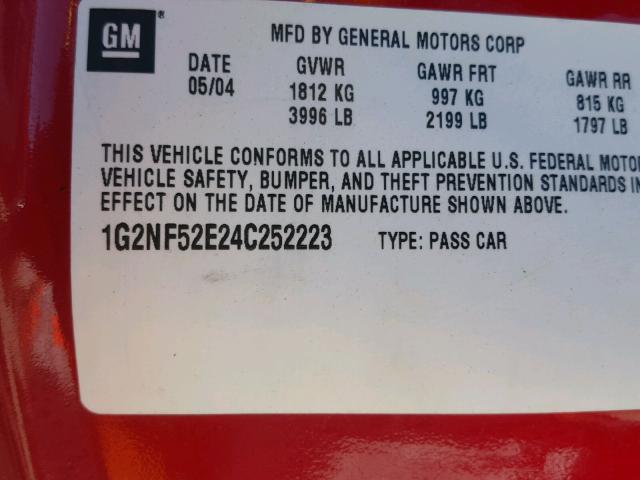 GM ®
MFD BY GENERAL MOTORS CORP
DATE GVWR GAWR FRT GAWR RR
05/04 1812 KG 997 KG 815 KG
3996 LB 2199 LB 1797 LB
THIS VEHICLE CONFORMS TO ALL APPLICABLE U.S. FEDERAL MOTOR
VEHICLE SAFETY, BUMPER, AND THEFT PREVENTION STANDARDS IN
EFFECT ON THE DATE OF MANUFACTURE SHOWN ABOVE.
1G2NF52E24C252223 TYPE: PASS CAR